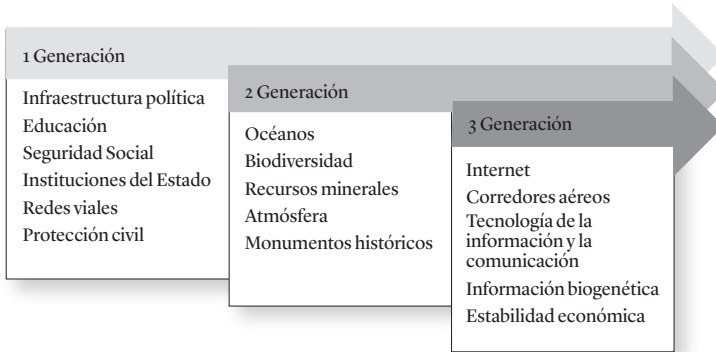 1 Generación
Infraestructura política
Educación
Seguridad Social
Instituciones del Estado
Redes viales
Protección civil
2 Generación
Océanos
Biodiversidad
Recursos minerales
Atmósfera
Monumentos históricos
3 Generación
Internet
Corredores aéreos
Tecnología de la
información y la
comunicación
Información biogenética
Estabilidad económica